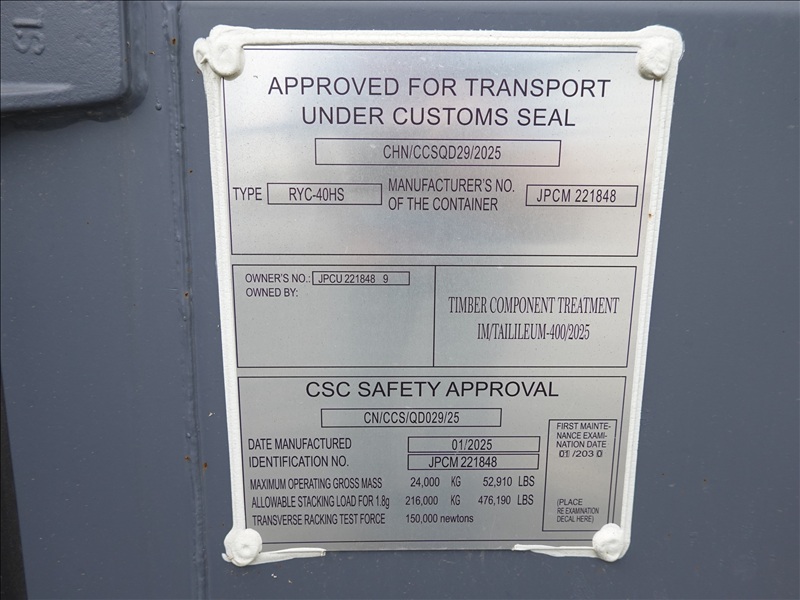 APPROVED FOR TRANSPORT
UNDER CUSTOMS SEAL
CHN/CCSQD29/2025
TYPE RYC-40HS MANUFACTURER'S NO.
OF THE CONTAINER JPCM 221848
OWNER'S NO.: JPCU 221848 9
OWNED BY:
TIMBER COMPONENT TREATMENT
IM/TAILILEUM-400/2025
CSC SAFETY APPROVAL
CN/CCS/QD029/25
DATE MANUFACTURED 01/2025
IDENTIFICATION NO. JPCM 221848
MAXIMUM OPERATING GROSS MASS 24,000 KG 52,910 LBS
ALLOWABLE STACKING LOAD FOR 1.8g 216,000 KG 476,190 LBS
TRANSVERSE RACKING TEST FORCE 150,000 newtons
FIRST MAINTE-
NANCE EXAMI-
NATION DATE
01/2030
(PLACE
RE EXAMINATION
DECAL HERE)